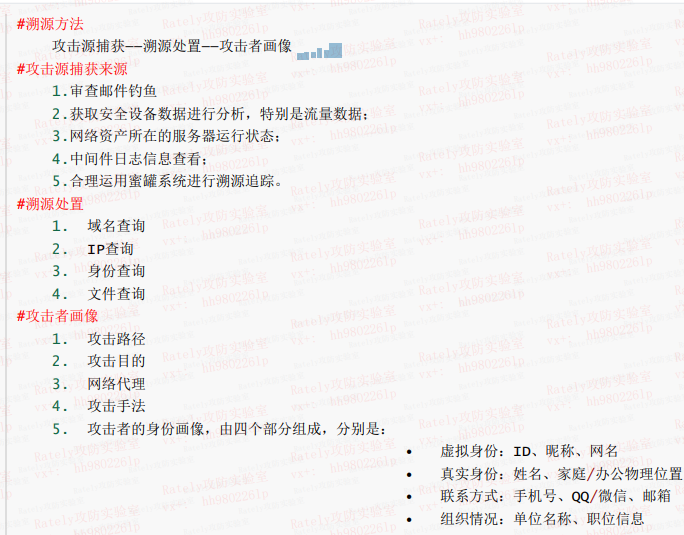 #溯源方法
攻击源捕获——溯源处置——攻击者画像
#攻击源捕获来源
1.审查邮件钓鱼
2.获取安全设备数据进行分析，特别是流量数据；
3.网络资产所在的服务器运行状态；
4.中间件日志信息查看；
5.合理运用蜜罐系统进行溯源追踪。
#溯源处置
1. 域名查询
2. IP查询
3. 身份查询
4. 文件查询
#攻击者画像
1. 攻击路径
2. 攻击目的
3. 网络代理
4. 攻击手法
5. 攻击者的身份画像，由四个部分组成，分别是：
• 虚拟身份：ID、昵称、网名
• 真实身份：姓名、家庭/办公物理位置
• 联系方式：手机号、QQ/微信、邮箱
• 组织情况：单位名称、职位信息
Rately攻防实验室
vx-: hh9802261p